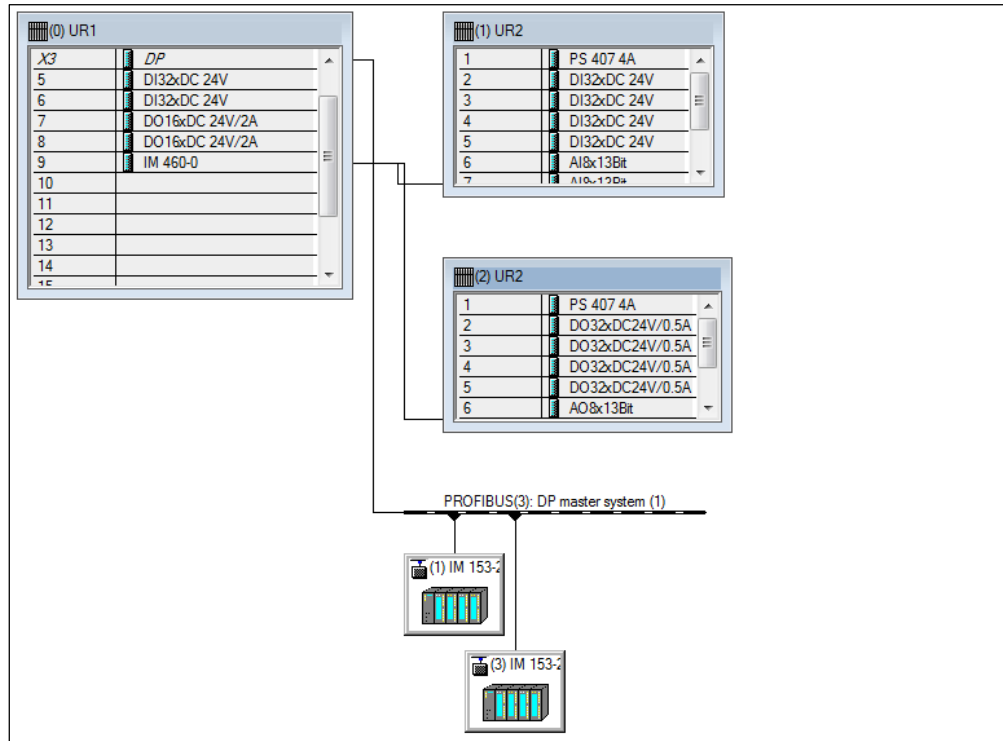 (0) UR1
X3 DP
5 DI32xDC 24V
6 DI32xDC 24V
7 DO16xDC 24V/2A
8 DO16xDC 24V/2A
9 IM 460-0
10
11
12
13
14
15
(1) UR2
1 PS 407 4A
2 DI32xDC 24V
3 DI32xDC 24V
4 DI32xDC 24V
5 DI32xDC 24V
6 AI8x13Bit
7 AI8x13Bit
(2) UR2
1 PS 407 4A
2 DO32xDC24V/0.5A
3 DO32xDC24V/0.5A
4 DO32xDC24V/0.5A
5 DO32xDC24V/0.5A
6 AO8x13Bit
PROFIBUS(3): DP master system (1)
(1) IM 153-2
(3) IM 153-2